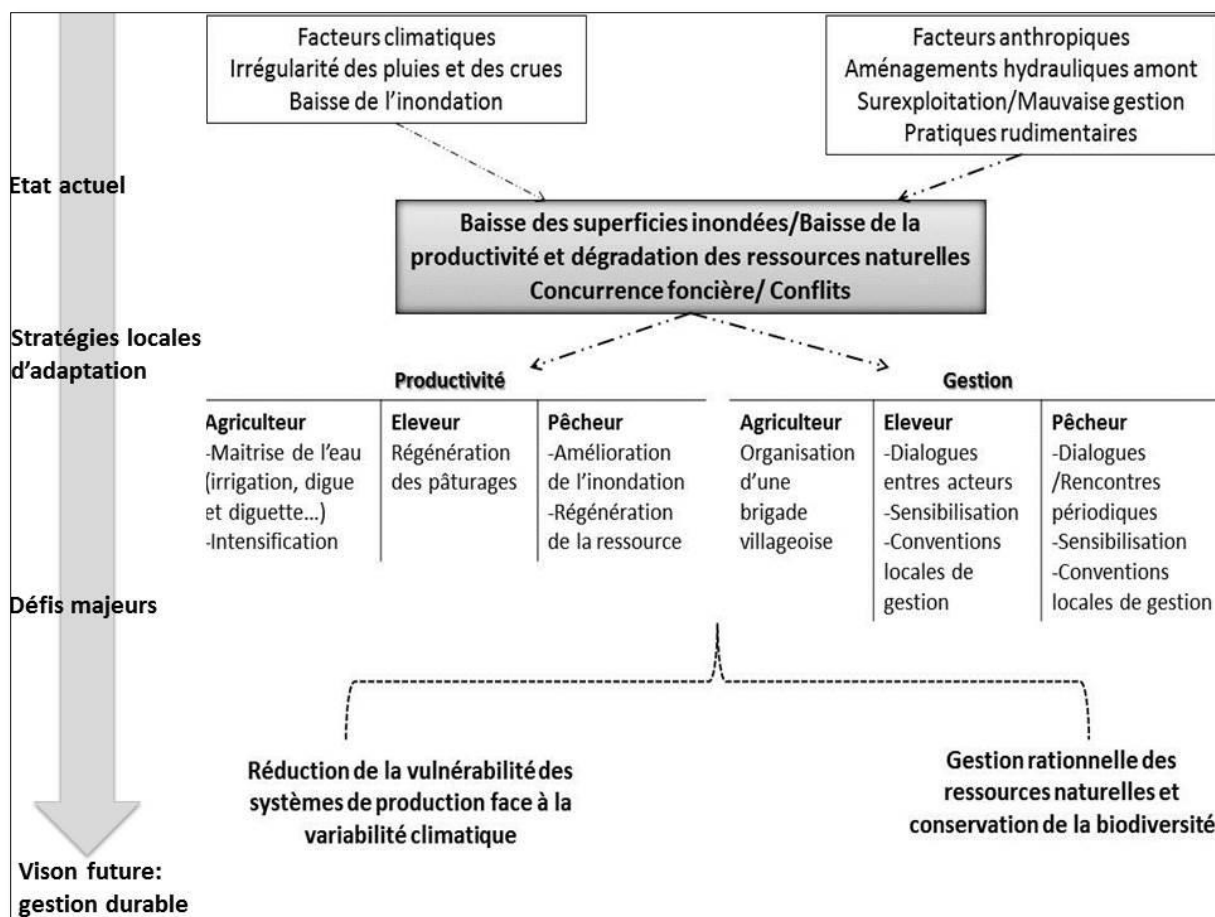 Facteurs climatiques
Irrégularité des pluies et des crues
Baisse de l'inondation
Facteurs anthropiques
Aménagements hydrauliques amont
Surexploitation/Mauvaise gestion
Pratiques rudimentaires
Etat actuel
Baisse des superficies inondées/Baisse de la
productivité et dégradation des ressources naturelles
Concurrence foncière/ Conflits
Stratégies locales
d'adaptation
Productivité
Agriculteur
-Maitrise de l'eau
(irrigation, digue
et diguette...)
-Intensification
Eleveur
Régénération
des pâturages
Pêcheur
-Amélioration
de l'inondation
-Régénération
de la ressource
Gestion
Agriculteur
Organisation
d'une
brigade
villageoise
Eleveur
-Dialogues
entres acteurs
-Sensibilisation
-Conventions
locales de
gestion
Pêcheur
-Dialogues
/Rencontres
périodiques
-Sensibilisation
-Conventions
locales de gestion
Défis majeurs
Réduction de la vulnérabilité des
systèmes de production face à la
variabilité climatique
Gestion rationnelle des
ressources naturelles et
conservation de la biodiversité
Vison future:
gestion durable